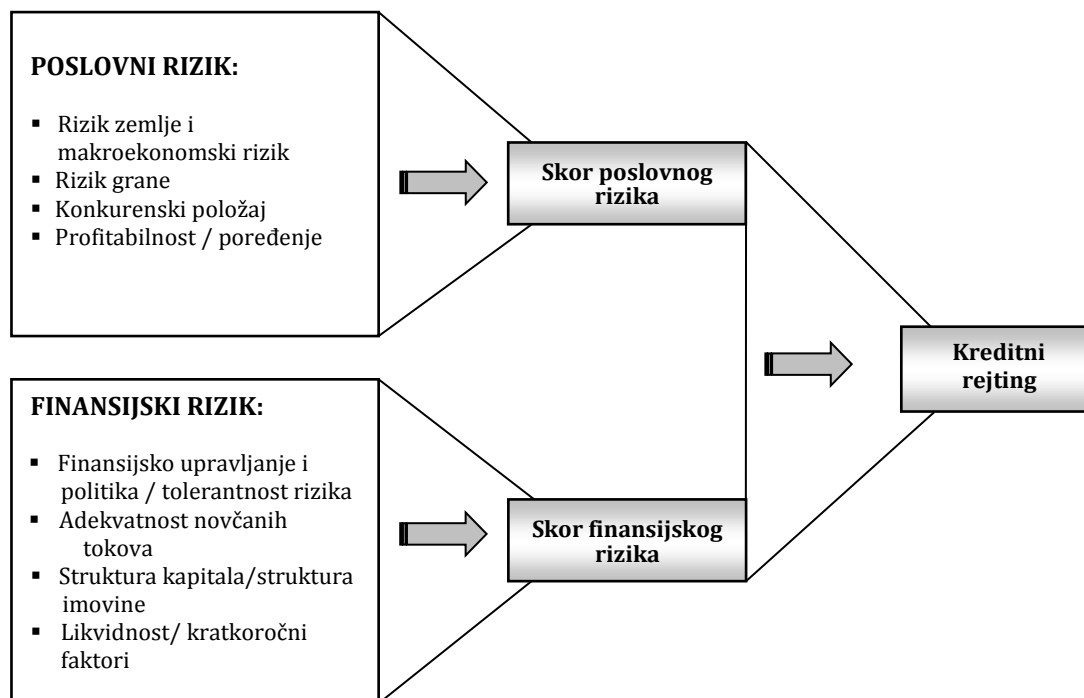 POSLOVNI RIZIK:
▪ Rizik zemlje i
makroekonomski rizik
▪ Rizik grane
▪ Konkurenski položaj
▪ Profitabilnost / poređenje
Skor poslovnog
rizika
Kreditni
rejting
FINANSIJSKI RIZIK:
▪ Finansijsko upravljanje i
politika / tolerantnost rizika
▪ Adekvatnost novčanih
tokova
▪ Struktura kapitala/struktura
imovine
▪ Likvidnost/ kratkoročni
faktori
Skor finansijskog
rizika